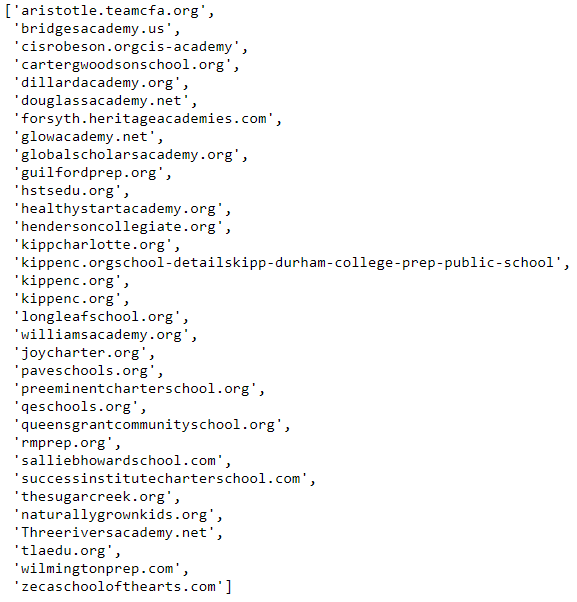 ['aristotle.teamcfa.org',
'bridgesacademy.us',
'cisrobeson.orgcis-academy',
'cartergwoodsonschool.org',
'dillardacademy.org',
'douglassacademy.net',
'forsyth.heritageacademies.com',
'glowacademy.net',
'globalscholarsacademy.org',
'guilfordprep.org',
'hstsedu.org',
'healthystartacademy.org',
'hendersoncollegiate.org',
'kippcharlotte.org',
'kippenc.orgschool-detailskipp-durham-college-prep-public-school',
'kippenc.org',
'kippenc.org',
'longleafschool.org',
'williamsacademy.org',
'joycharter.org',
'paveschools.org',
'preeminentcharterschool.org',
'qeschools.org',
'queensgrantcommunityschool.org',
'rmprep.org',
'salliebhowardschool.com',
'successinstitutecharterschool.com',
'thesugarcreek.org',
'naturallygrownkids.org',
'Threeriversacademy.net',
'tlaedu.org',
'wilmingtonprep.com',
'zecaschoolofthearts.com']